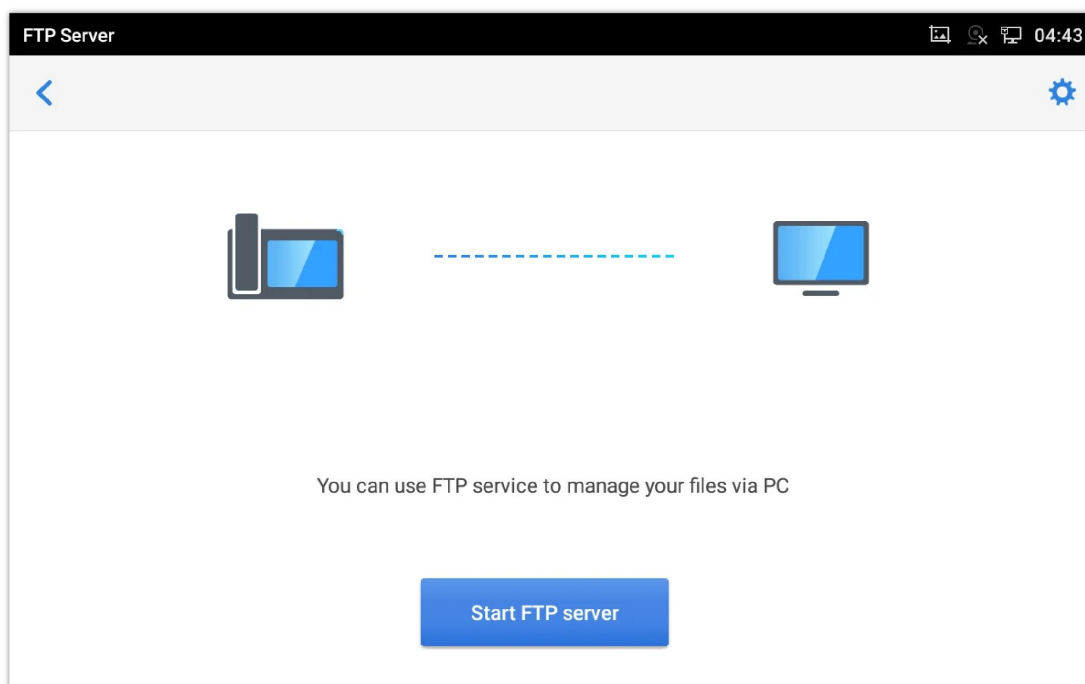 FTP Server
04:43
You can use FTP service to manage your files via PC
Start FTP server